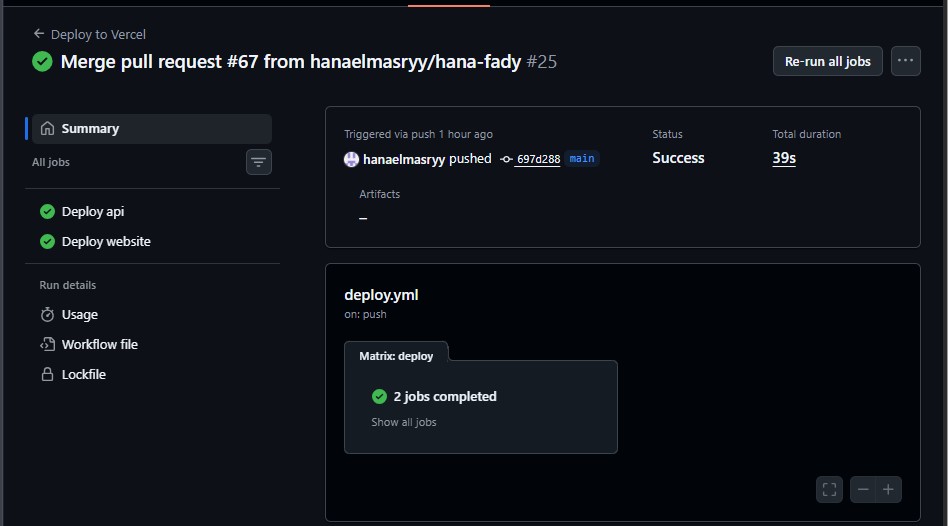 Deploy to Vercel
Merge pull request #67 from hanaelmasryy/hana-fady #25
Re-run all jobs
Summary
All jobs
Deploy api
Deploy website
Run details
Usage
Workflow file
Lockfile
Triggered via push 1 hour ago
hanaelmasryy pushed 697d288 main
Status
Success
Total duration
39s
Artifacts
–
deploy.yml
on: push
Matrix: deploy
2 jobs completed
Show all jobs